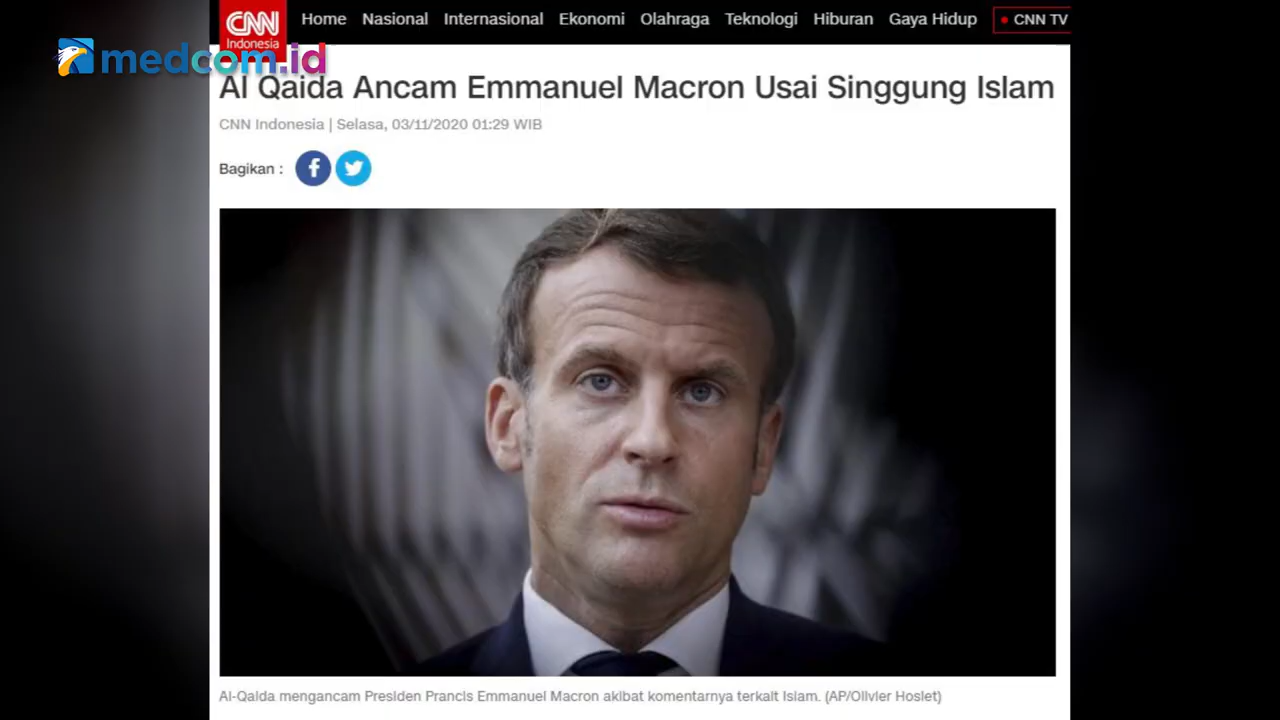 CNN
Indonesia
Home Nasional Internasional Ekonomi Olahraga Teknologi Hiburan Gaya Hidup CNN TV
medcom.id
Al Qaida Ancam Emmanuel Macron Usai Singgung Islam
CNN Indonesia | Selasa, 03/11/2020 01:29 WIB
Bagikan :
Al-Qaida mengancam Presiden Prancis Emmanuel Macron akibat komentarnya terkait Islam. (AP/Olivier Hoslet)